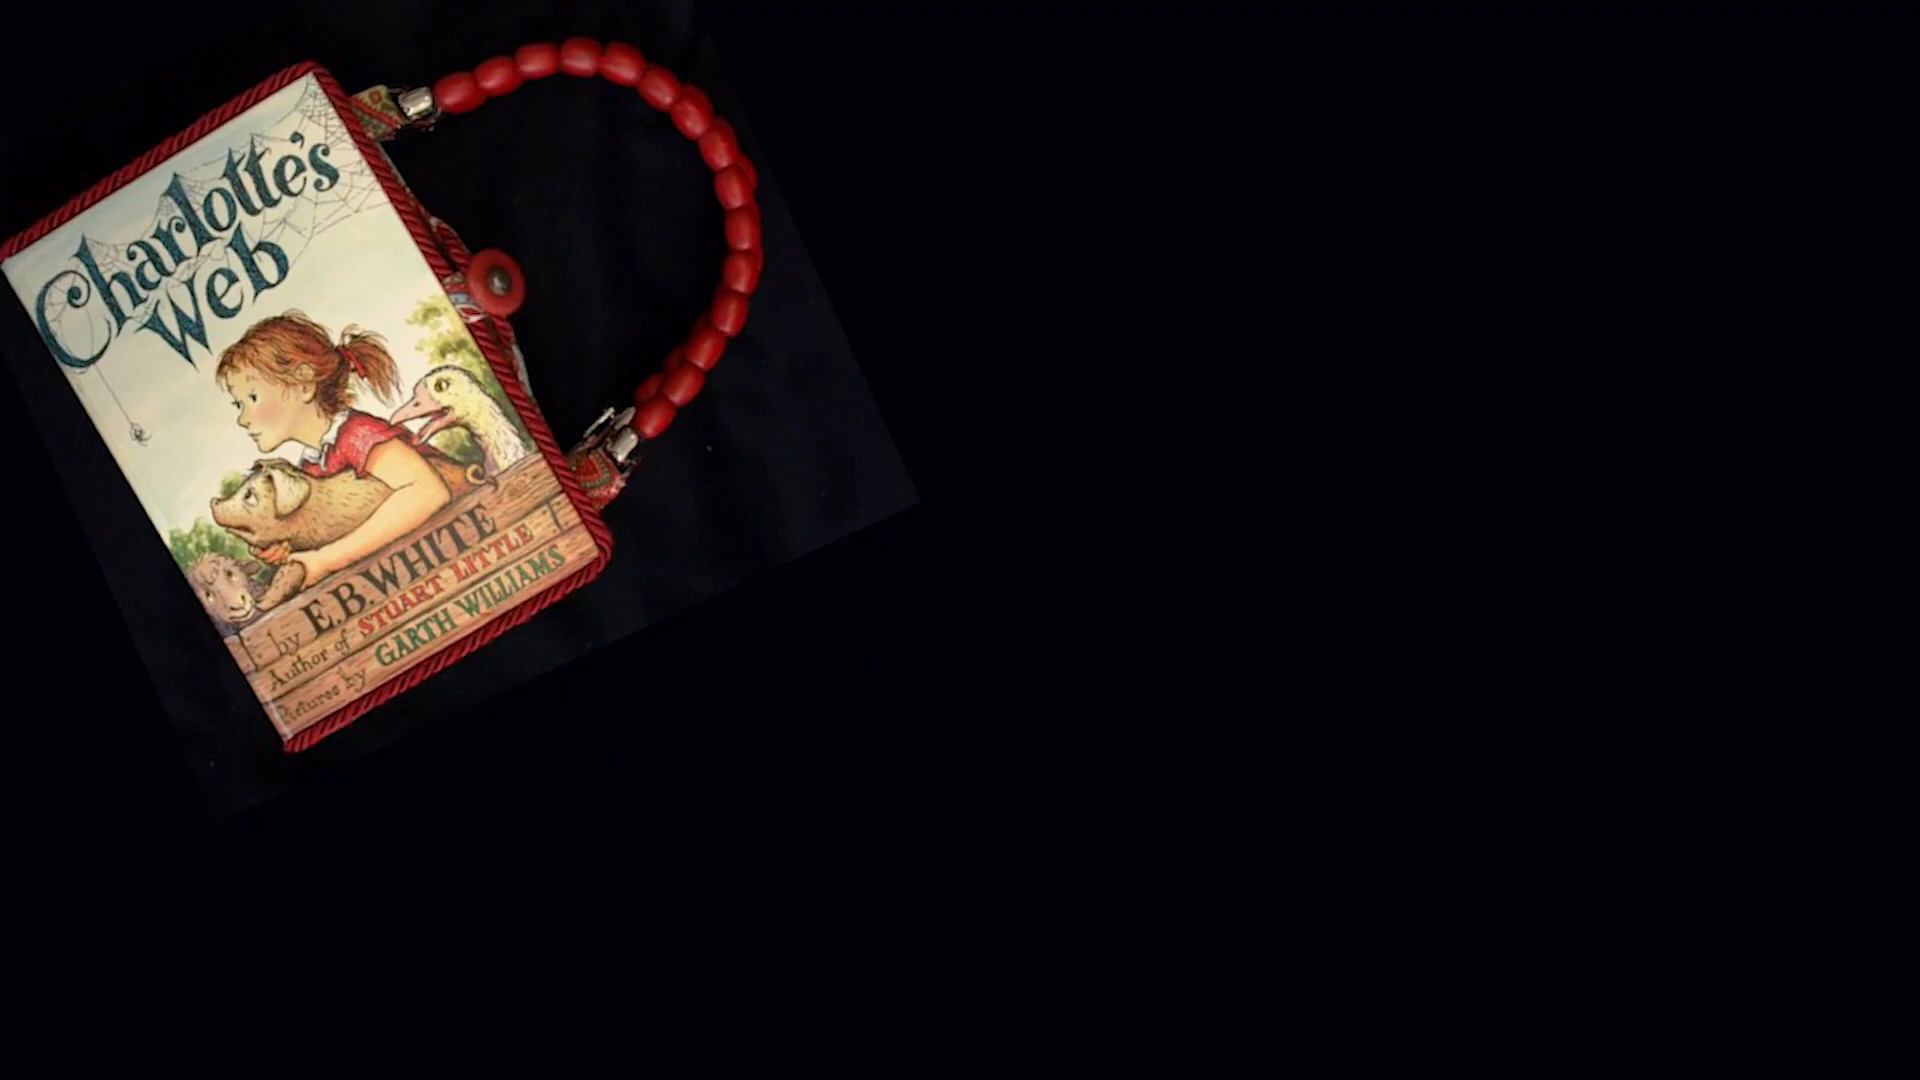 Charlotte's
Web
by E.B. WHITE
Author of STUART LITTLE
Pictures by GARTH WILLIAMS